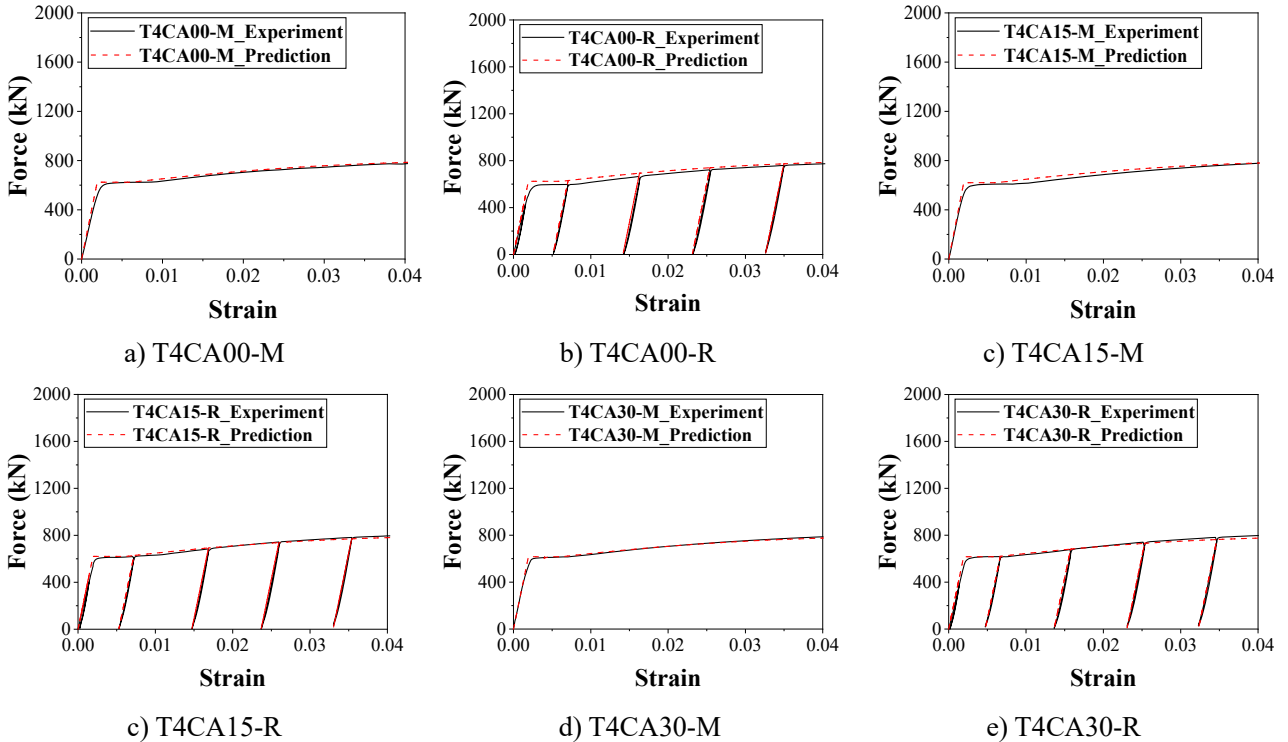 T4CA00-M_Experiment
T4CA00-M_Prediction
Force (kN)
2000
1600
1200
800
400
0
0.00 0.01 0.02 0.03 0.04
Strain
a) T4CA00-M
T4CA00-R_Experiment
T4CA00-R_Prediction
Force (kN)
2000
1600
1200
800
400
0
0.00 0.01 0.02 0.03 0.04
Strain
b) T4CA00-R
T4CA15-M_Experiment
T4CA15-M_Prediction
Force (kN)
2000
1600
1200
800
400
0
0.00 0.01 0.02 0.03 0.04
Strain
c) T4CA15-M
T4CA15-R_Experiment
T4CA15-R_Prediction
Force (kN)
2000
1600
1200
800
400
0
0.00 0.01 0.02 0.03 0.04
Strain
c) T4CA15-R
T4CA30-M_Experiment
T4CA30-M_Prediction
Force (kN)
2000
1600
1200
800
400
0
0.00 0.01 0.02 0.03 0.04
Strain
d) T4CA30-M
T4CA30-R_Experiment
T4CA30-R_Prediction
Force (kN)
2000
1600
1200
800
400
0
0.00 0.01 0.02 0.03 0.04
Strain
e) T4CA30-R